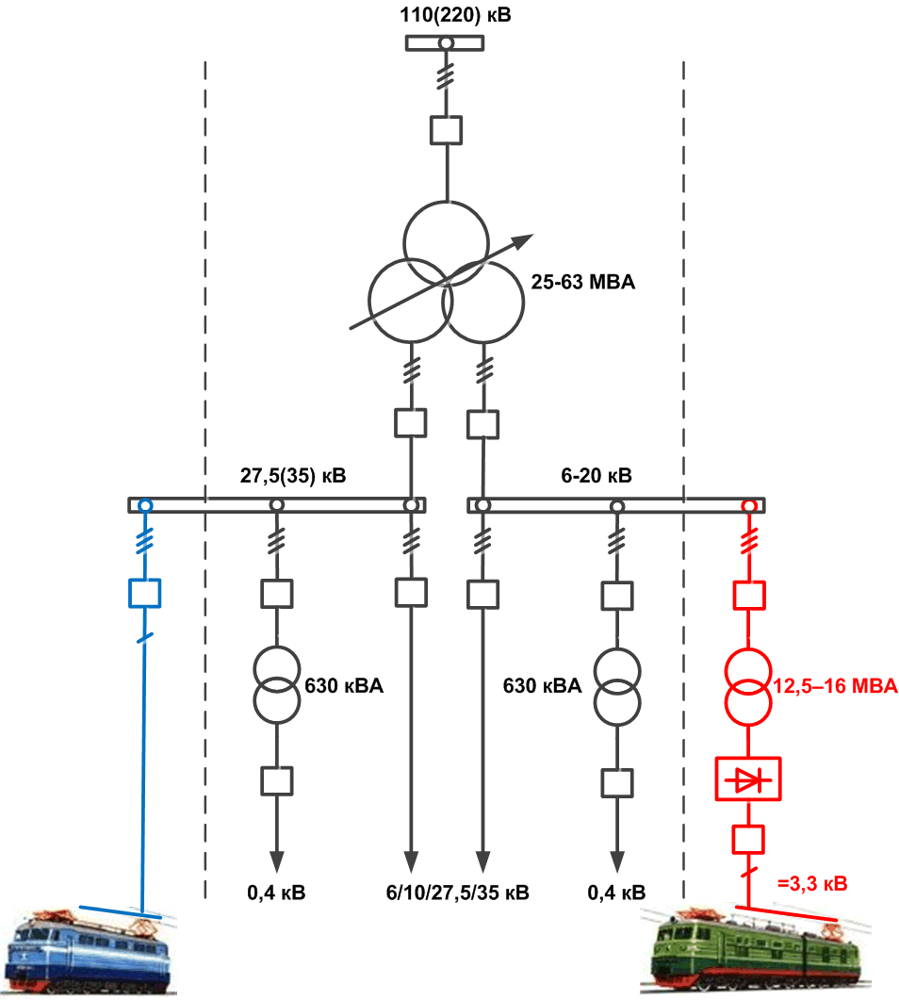 110(220) кВ
25-63 МВА
27,5(35) кВ
6-20 кВ
630 кВА
630 кВА
12,5–16 МВА
=3,3 кВ
0,4 кВ
6/10/27,5/35 кВ
0,4 кВ